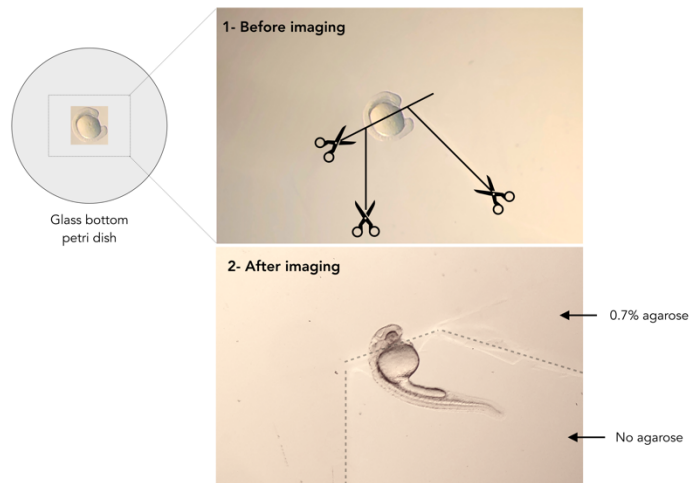 1- Before imaging
Glass bottom
petri dish
2- After imaging
0.7% agarose
No agarose